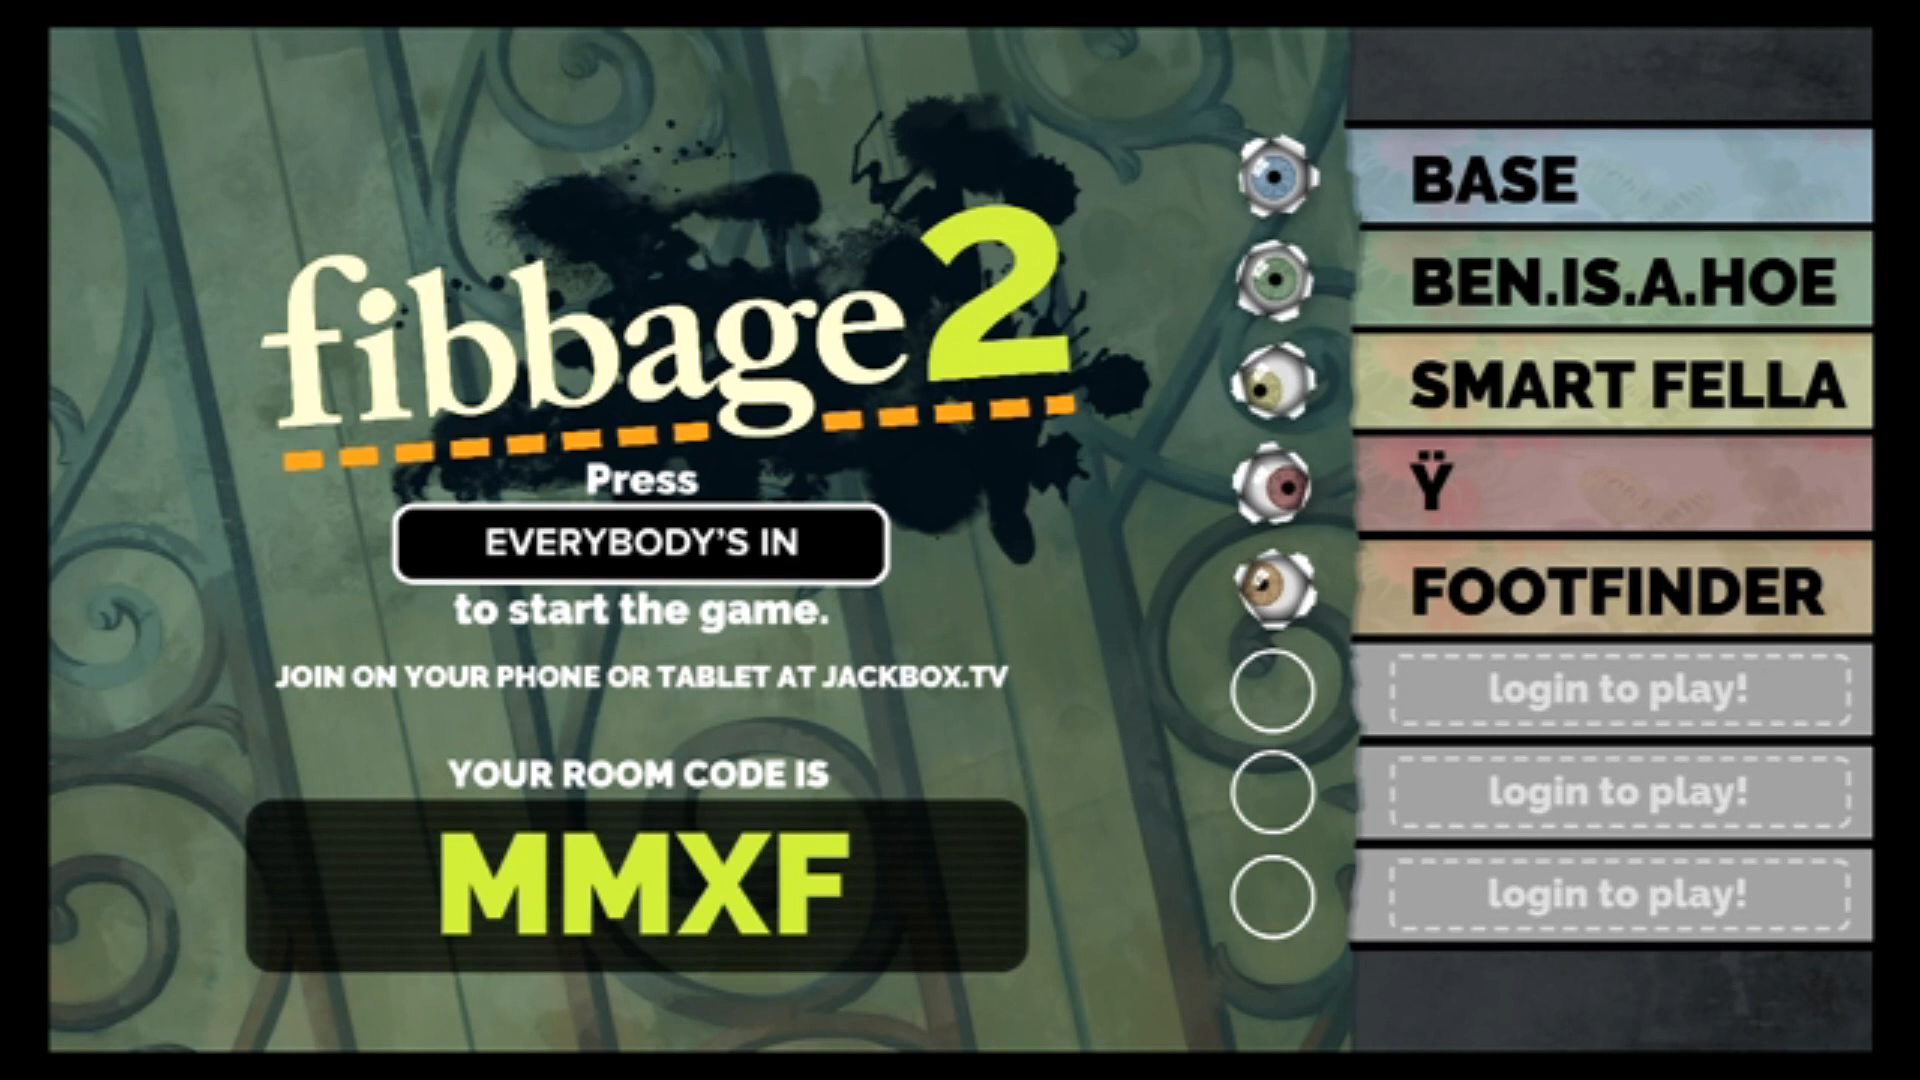 fibbage 2
Press
EVERYBODY'S IN
to start the game.
JOIN ON YOUR PHONE OR TABLET AT JACKBOX.TV
YOUR ROOM CODE IS
MMXF
BASE
BEN.IS.A.HOE
SMART FELLA
Ÿ
FOOTFINDER
login to play!
login to play!
login to play!